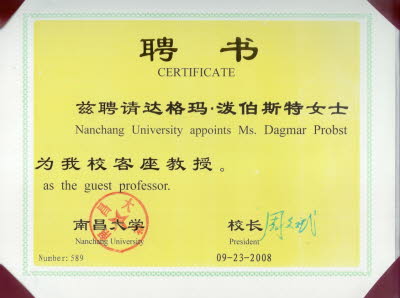 聘 书
CERTIFICATE
兹聘请达格玛·泼伯斯特女士
Nanchang University appoints Ms. Dagmar Probst
为我校客座教授。
as the guest professor.
南昌大学 校长
Nanchang University President
Number: 589 09-23-2008